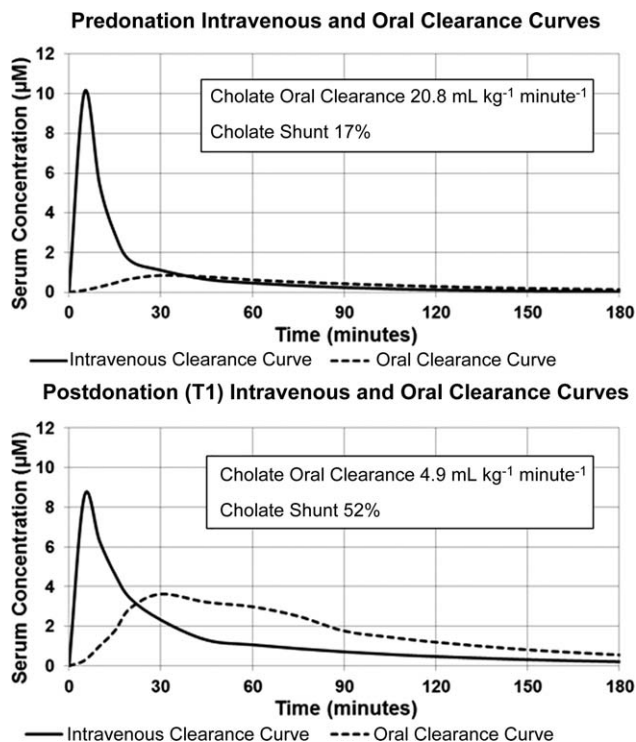 Predonation Intravenous and Oral Clearance Curves
Serum Concentration (µM)
12
10
8
6
4
2
0
Cholate Oral Clearance 20.8 mL kg⁻¹ minute⁻¹
Cholate Shunt 17%
0 30 60 90 120 150 180
Time (minutes)
Intravenous Clearance Curve Oral Clearance Curve
Postdonation (T1) Intravenous and Oral Clearance Curves
Serum Concentration (µM)
12
10
8
6
4
2
0
Cholate Oral Clearance 4.9 mL kg⁻¹ minute⁻¹
Cholate Shunt 52%
0 30 60 90 120 150 180
Time (minutes)
Intravenous Clearance Curve Oral Clearance Curve